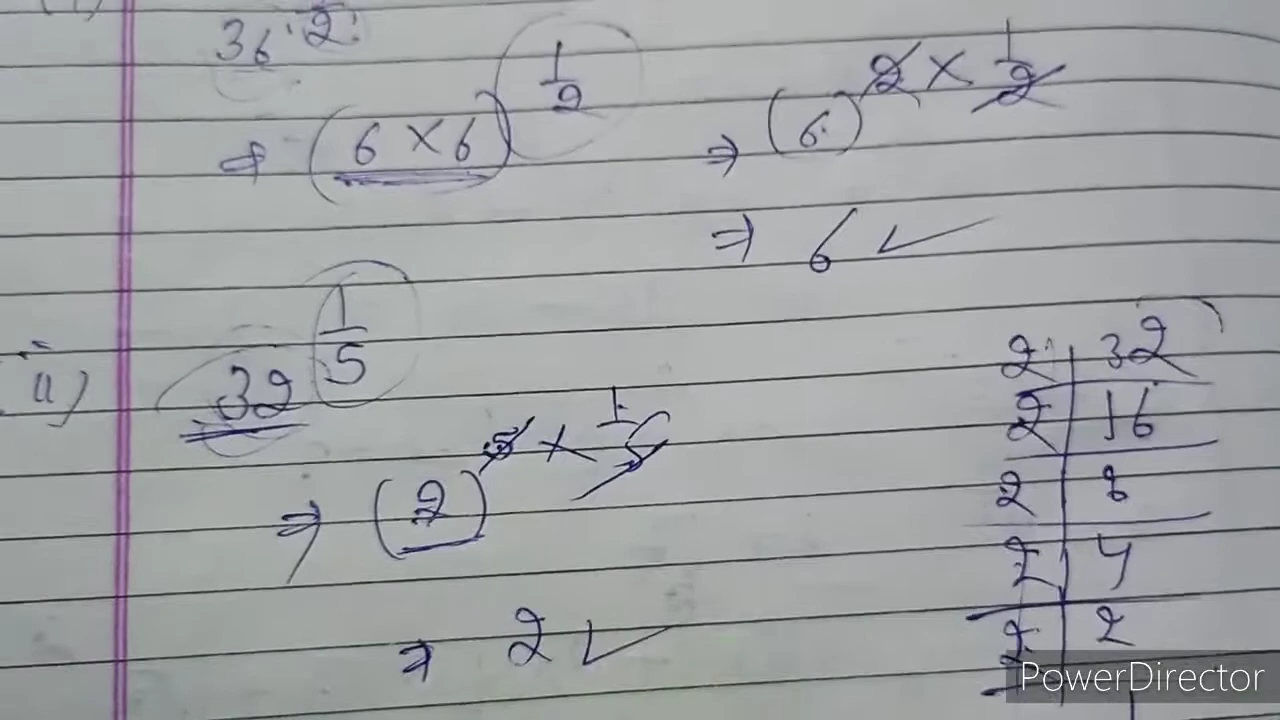 36^(1/2)
⇒ (6 × 6)^(1/2) ⇒ (6)^(2 × 1/2)
⇒ 6 ✓
ii) 32^(1/5)
⇒ (2)^(5 × 1/5)
⇒ 2 ✓
2 | 32
2 | 16
2 | 8
2 | 4
2 | 2
PowerDirector